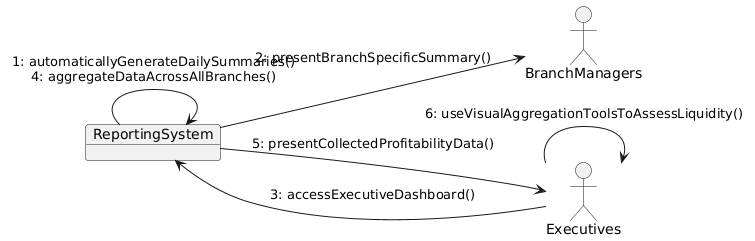 1: automaticallyGenerateDailySummaries()
4: aggregateDataAcrossAllBranches()
2: presentBranchSpecificSummary()
BranchManagers
6: useVisualAggregationToolsToAssessLiquidity()
ReportingSystem
5: presentCollectedProfitabilityData()
3: accessExecutiveDashboard()
Executives